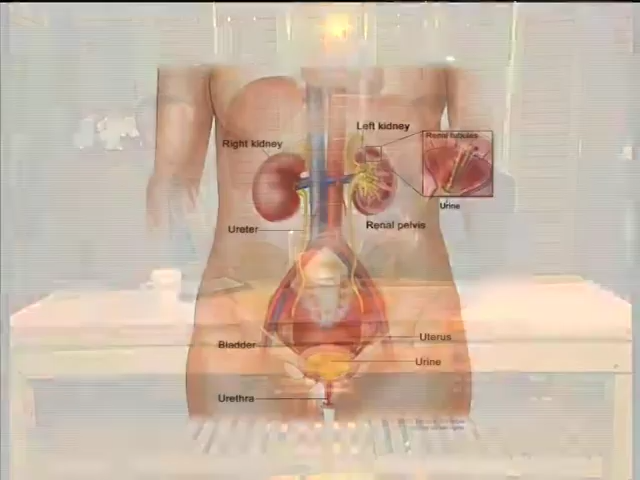 Left kidney
Renal tubules
Right kidney
Urine
Renal pelvis
Ureter
Uterus
Bladder
Urine
Urethra